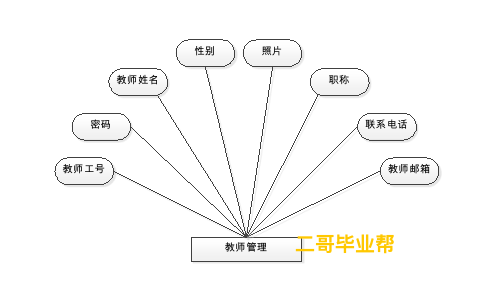 性别
照片
教师姓名
职称
密码
联系电话
教师工号
教师邮箱
教师管理
二哥毕业帮